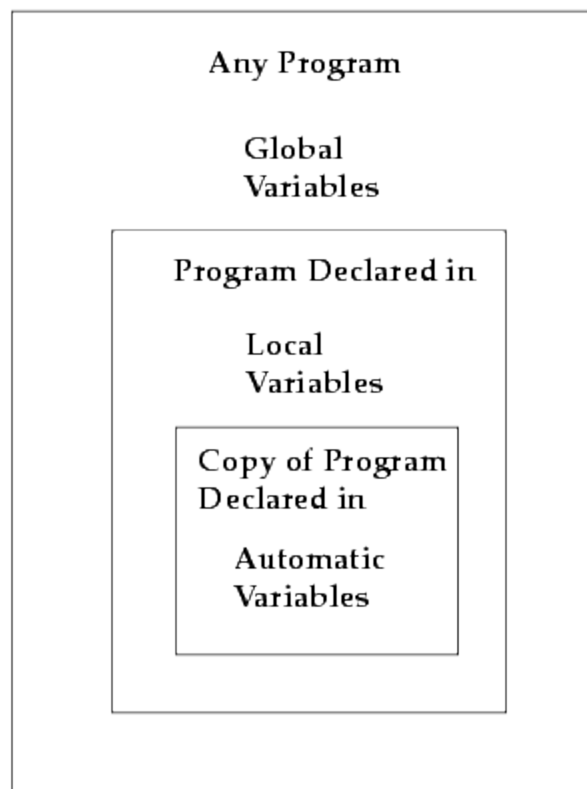 Any Program
Global
Variables
Program Declared in
Local
Variables
Copy of Program
Declared in
Automatic
Variables